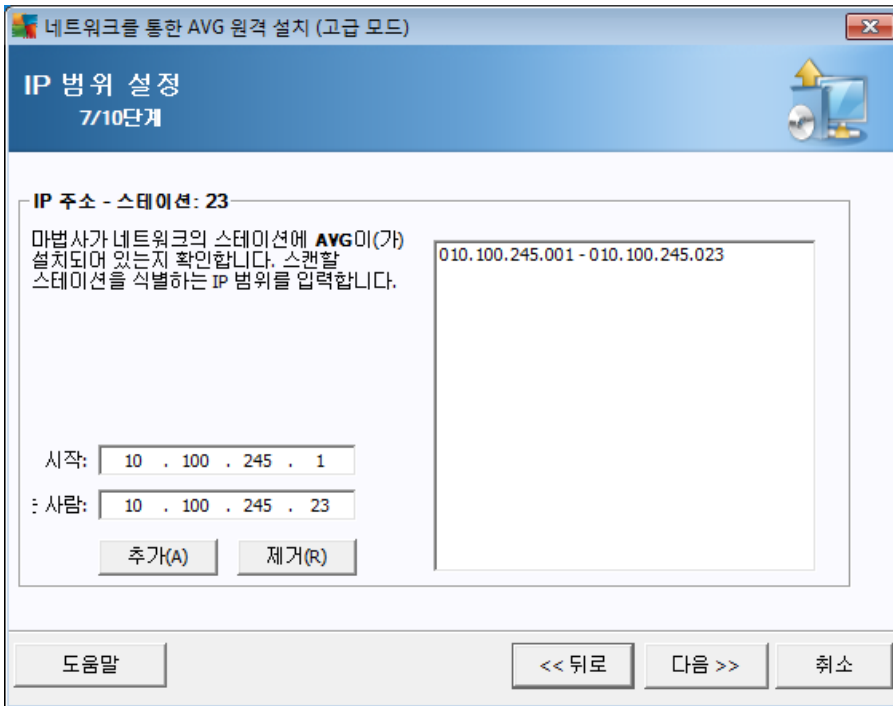 네트워크를 통한 AVG 원격 설치 (고급 모드)
IP 범위 설정
7/10단계
IP 주소 - 스테이션: 23
마법사가 네트워크의 스테이션에 AVG이(가)
설치되어 있는지 확인합니다. 스캔할
스테이션을 식별하는 IP 범위를 입력합니다.
010.100.245.001 - 010.100.245.023
시작: 10 . 100 . 245 . 1
사람: 10 . 100 . 245 . 23
추가(A) 제거(R)
도움말 << 뒤로 다음 >> 취소